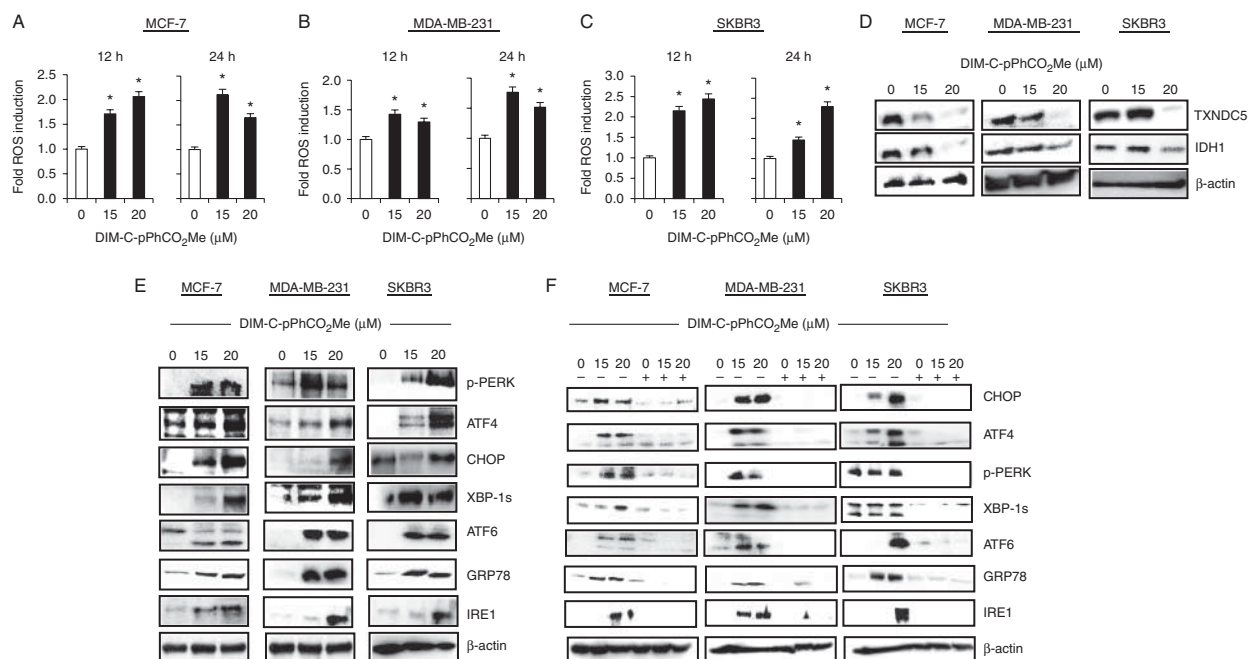 A
MCF-7
12 h
24 h
Fold ROS induction
2.5
2.0
1.5
1.0
0.5
0.0
* * * *
0 15 20 0 15 20
DIM-C-pPhCO₂Me (μM)
B
MDA-MB-231
12 h
24 h
Fold ROS induction
2.0
1.5
1.0
0.5
0.0
* * * *
0 15 20 0 15 20
DIM-C-pPhCO₂Me (μM)
C
SKBR3
12 h
24 h
Fold ROS induction
3.0
2.5
2.0
1.5
1.0
0.5
0.0
* * * *
0 15 20 0 15 20
DIM-C-pPhCO₂Me (μM)
D
MCF-7 MDA-MB-231 SKBR3
DIM-C-pPhCO₂Me (μM)
0 15 20 0 15 20 0 15 20
TXNDC5
IDH1
β-actin
E
MCF-7 MDA-MB-231 SKBR3
DIM-C-pPhCO₂Me (μM)
0 15 20 0 15 20 0 15 20
p-PERK
ATF4
CHOP
XBP-1s
ATF6
GRP78
IRE1
β-actin
F
MCF-7 MDA-MB-231 SKBR3
DIM-C-pPhCO₂Me (μM)
0 15 20 0 15 20 0 15 20 0 15 20 0 15 20 0 15 20
– – – + + + – – – + + + – – – + + +
CHOP
ATF4
p-PERK
XBP-1s
ATF6
GRP78
IRE1
β-actin